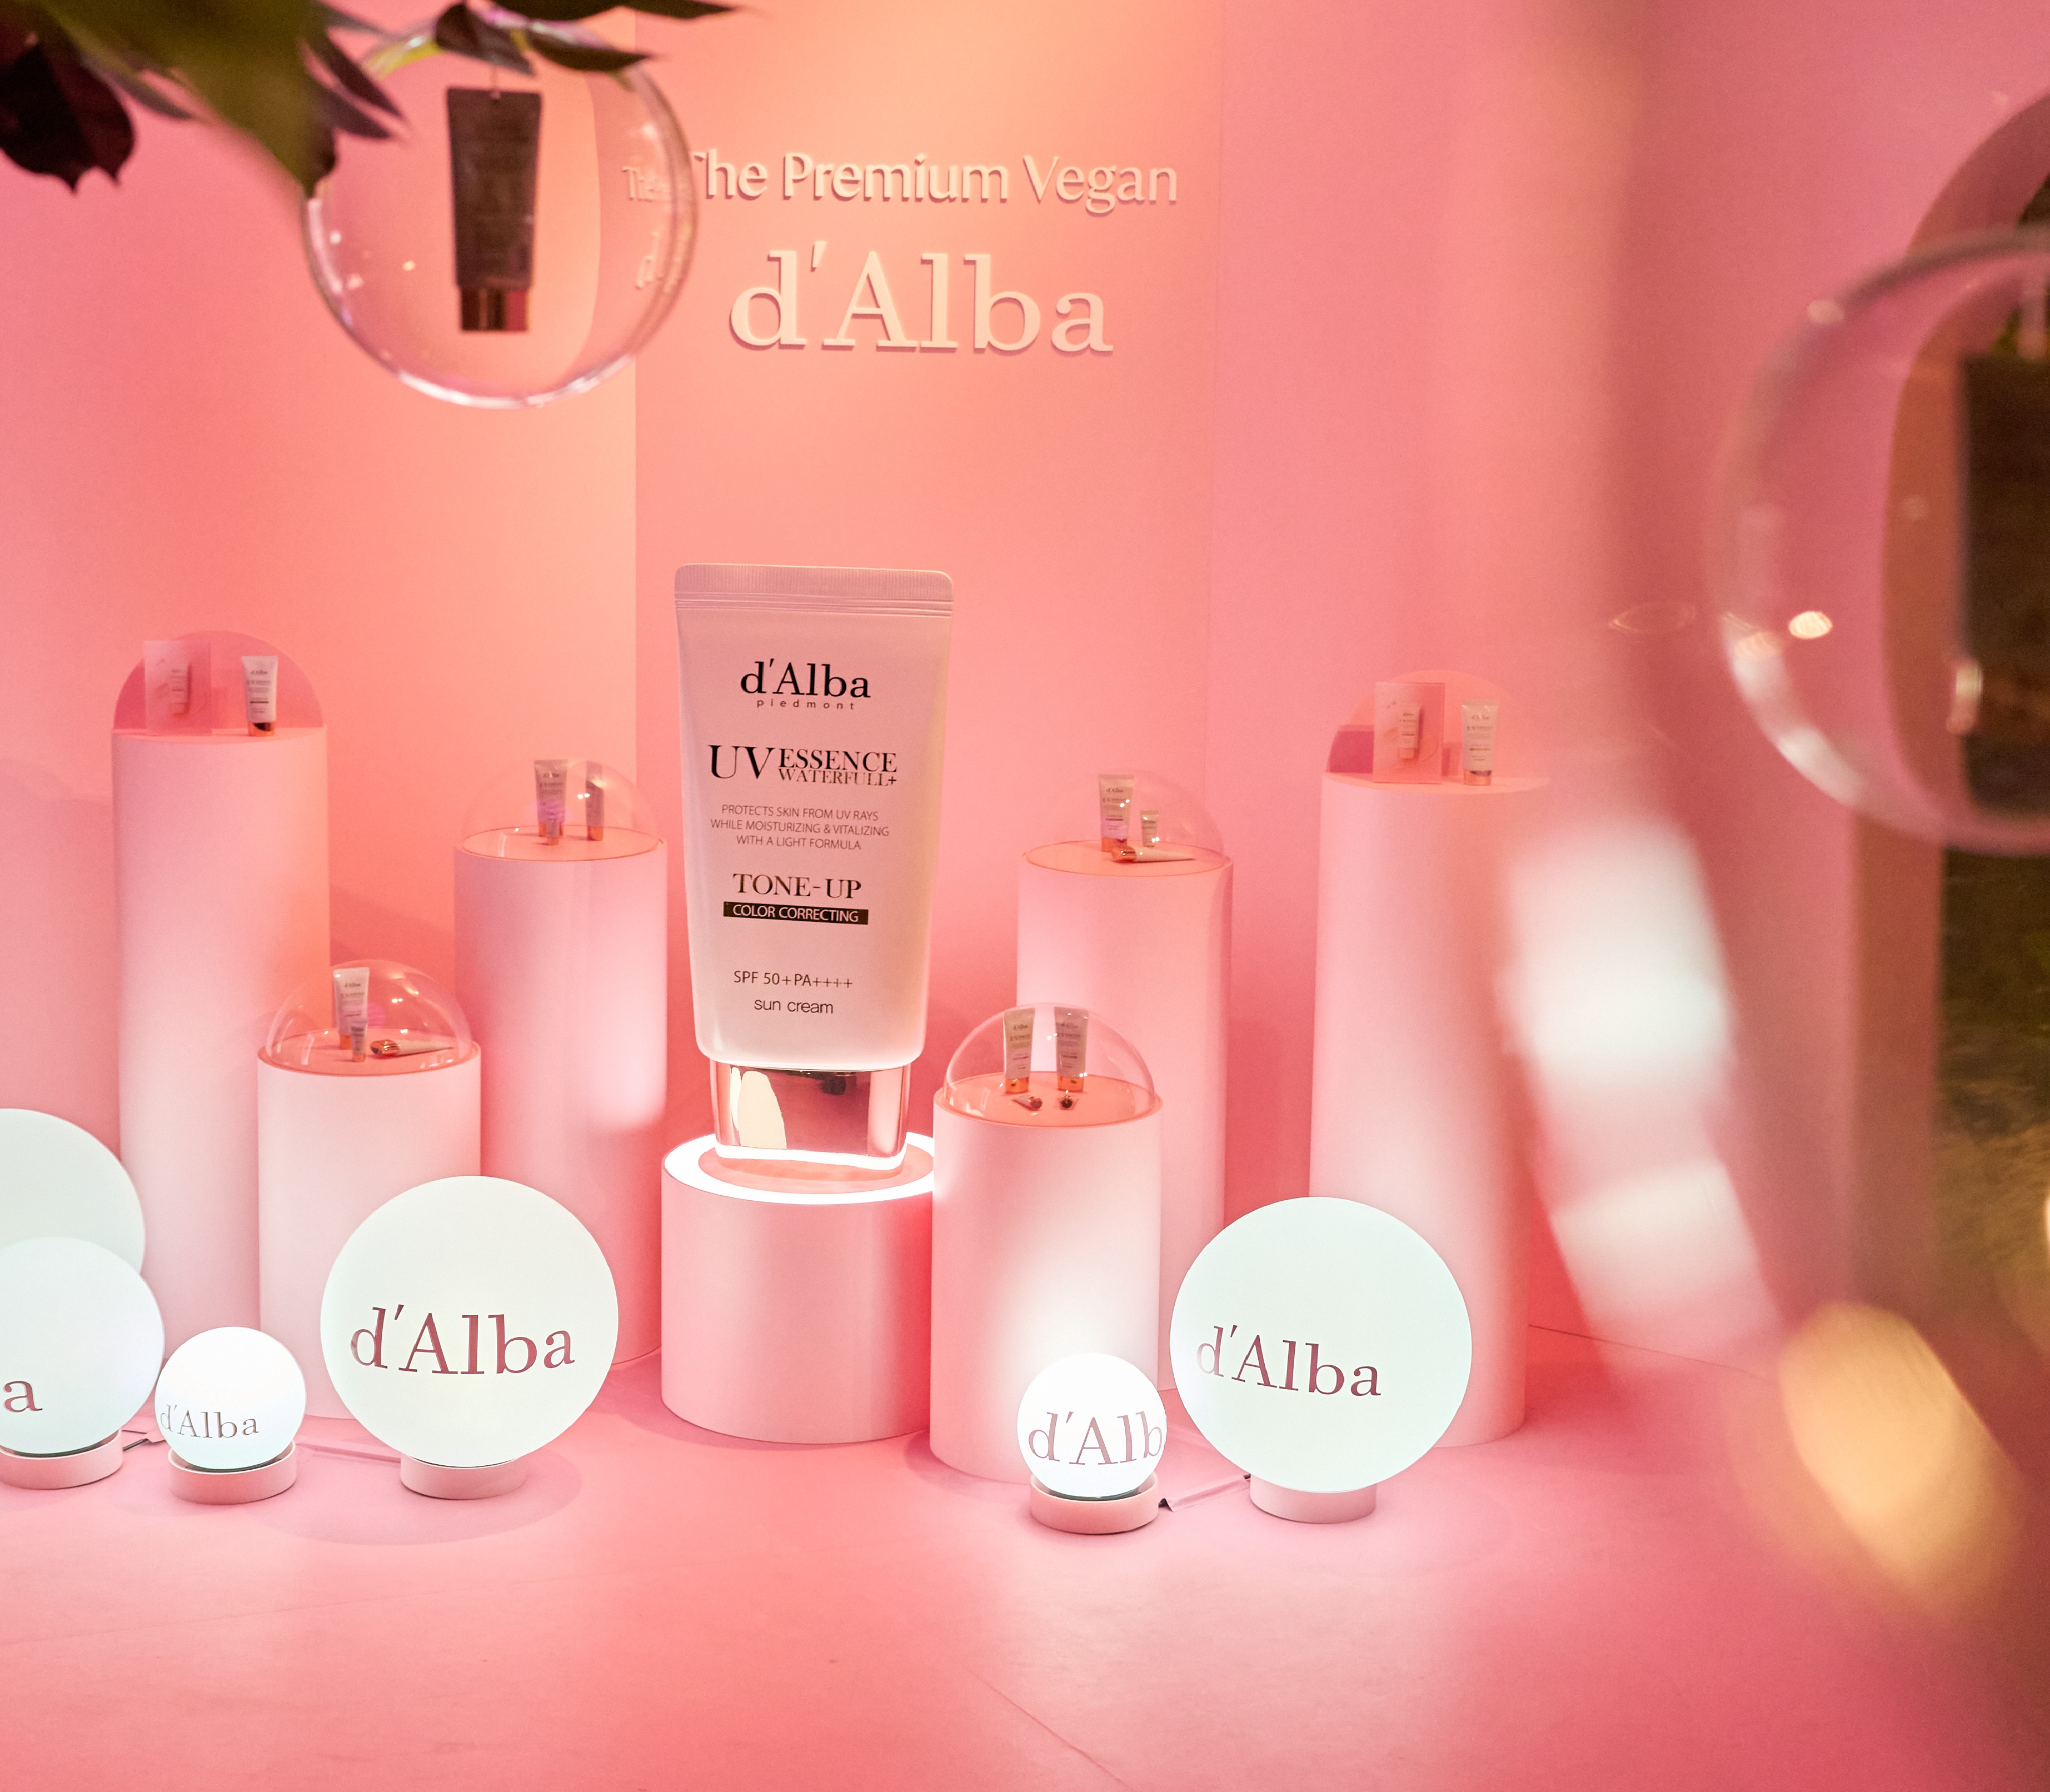 The Premium Vegan
d'Alba
d'Alba
piedmont
UV ESSENCE
WATERFULL+
PROTECTS SKIN FROM UV RAYS
WHILE MOISTURIZING & VITALIZING
WITH A LIGHT FORMULA
TONE-UP
COLOR CORRECTING
SPF 50+PA++++
sun cream
a
d'Alba
d'Alba
d'Alb
d'Alba